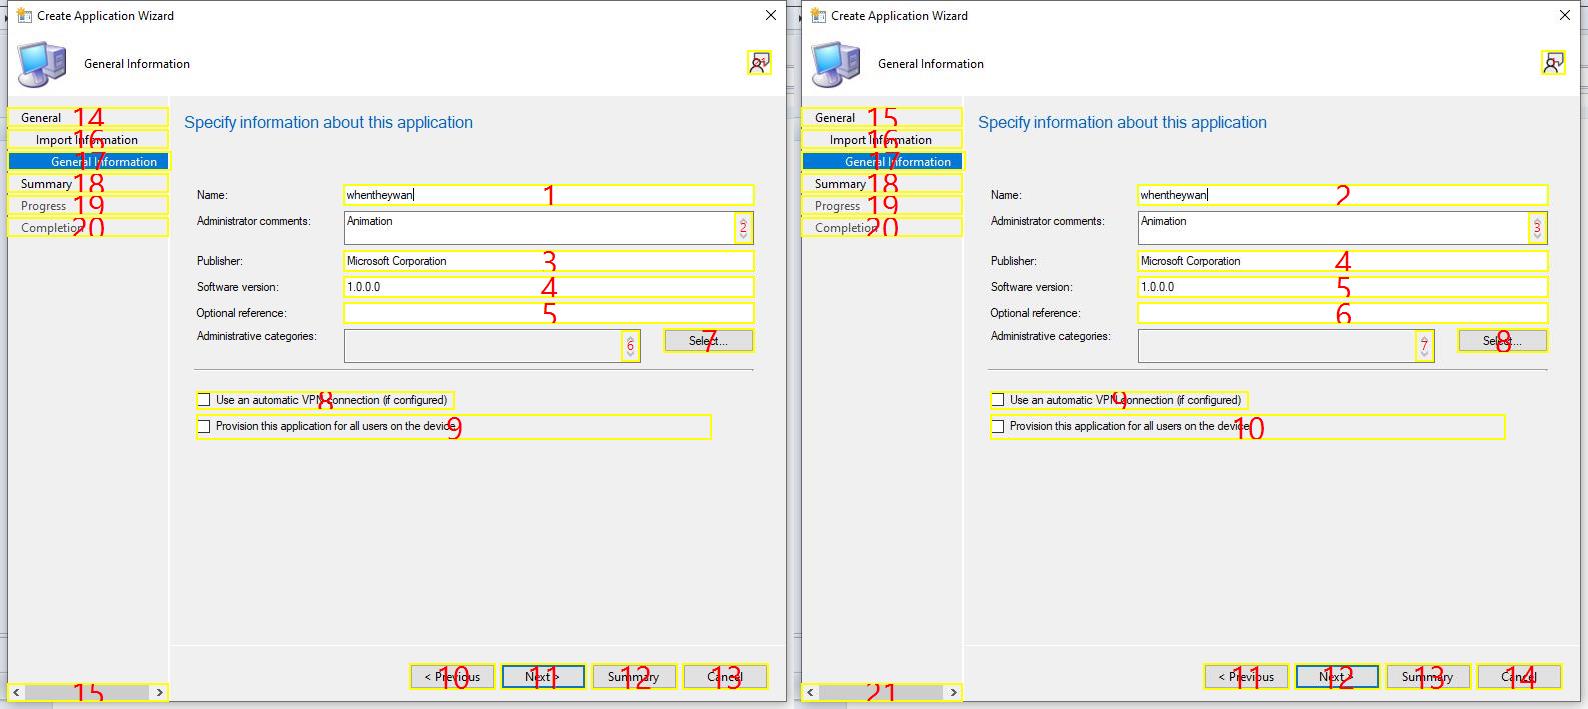 Create Application Wizard
General Information
21
General 14
Import Information 16
General Information 17
Summary 18
Progress 19
Completion 20
15
Specify information about this application
Name: whentheywan 1
Administrator comments: Animation 2
Publisher: Microsoft Corporation 3
Software version: 1.0.0.0 4
Optional reference: 5
Administrative categories: 6 Select... 7
Use an automatic VPN connection (if configured) 8
Provision this application for all users on the device 9
< Previous 10 Next > 11 Summary 12 Cancel 13
Create Application Wizard
General Information
General 15
Import Information 16
General Information 17
Summary 18
Progress 19
Completion 20
21
Specify information about this application
Name: whentheywan 2
Administrator comments: Animation 3
Publisher: Microsoft Corporation 4
Software version: 1.0.0.0 5
Optional reference: 6
Administrative categories: 7 Select... 8
Use an automatic VPN connection (if configured) 9
Provision this application for all users on the device 10
< Previous 11 Next > 12 Summary 13 Cancel 14